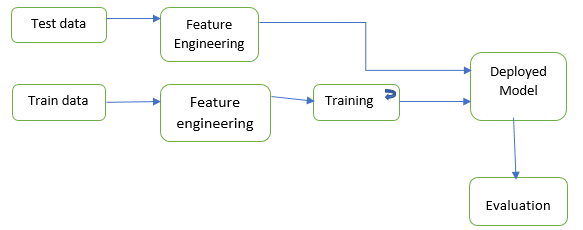 Test data
Feature
Engineering
Train data
Feature
engineering
Training
Deployed
Model
Evaluation